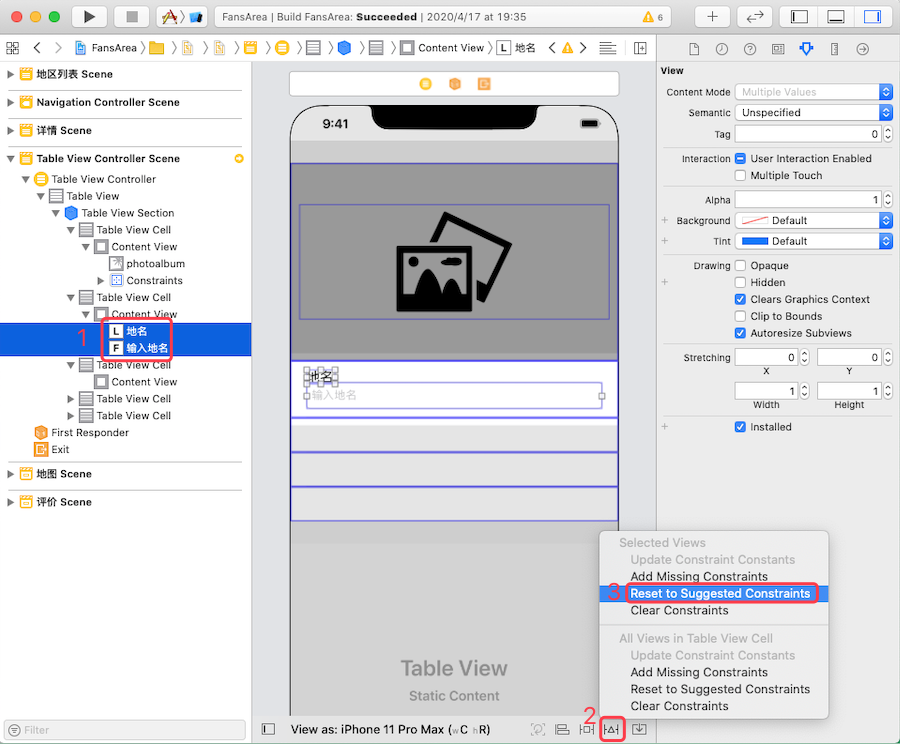 FansArea | Build FansArea: Succeeded | 2020/4/17 at 19:35
6
FansArea
Content View
L 地名
地区列表 Scene
Navigation Controller Scene
详情 Scene
Table View Controller Scene
Table View Controller
Table View
Table View Section
Table View Cell
Content View
photoalbum
Constraints
Table View Cell
Content View
1
L 地名
F 输入地名
Table View Cell
Content View
Table View Cell
Table View Cell
First Responder
Exit
地图 Scene
评价 Scene
Filter
9:41
地名
输入地名
Table View
Static Content
View as: iPhone 11 Pro Max (wC hR)
View
Content Mode Multiple Values
Semantic Unspecified
Tag 0
Interaction User Interaction Enabled
Multiple Touch
Alpha 1
Background Default
Tint Default
Drawing Opaque
Hidden
Clears Graphics Context
Clip to Bounds
Autoresize Subviews
Stretching 0 0
X Y
1 1
Width Height
Installed
Selected Views
Update Constraint Constants
Add Missing Constraints
3 Reset to Suggested Constraints
Clear Constraints
All Views in Table View Cell
Update Constraint Constants
Add Missing Constraints
Reset to Suggested Constraints
Clear Constraints
2